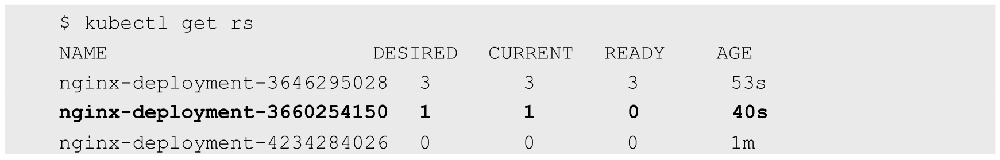 $ kubectl get rs
NAME DESIRED CURRENT READY AGE
nginx-deployment-3646295028 3 3 3 53s
nginx-deployment-3660254150 1 1 0 40s
nginx-deployment-4234284026 0 0 0 1m